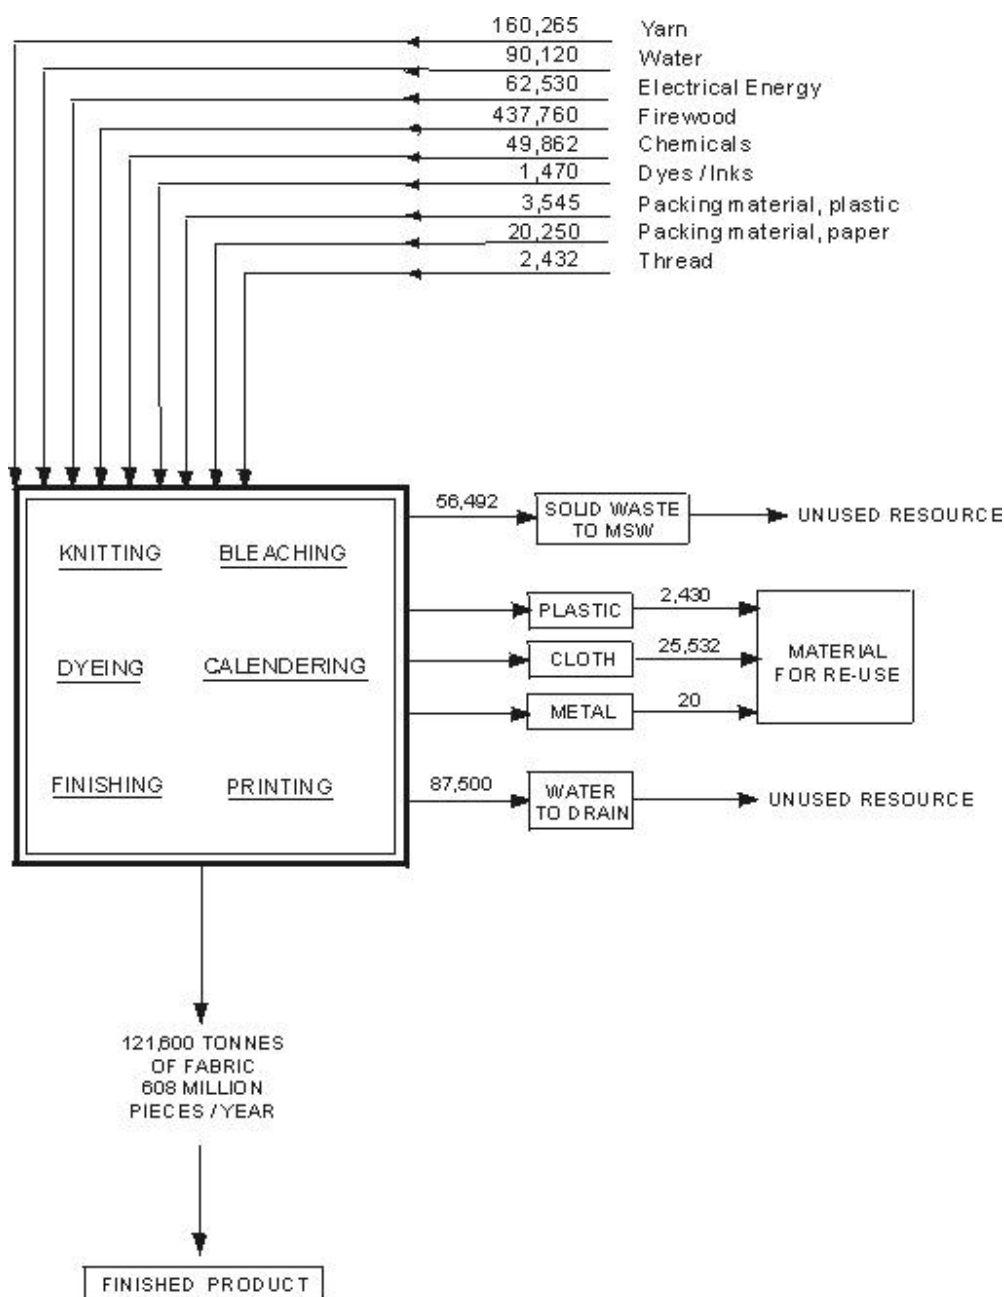 160,265 Yarn
90,120 Water
62,530 Electrical Energy
437,760 Firewood
49,862 Chemicals
1,470 Dyes / Inks
3,545 Packing material, plastic
20,250 Packing material, paper
2,432 Thread
KNITTING
BLEACHING
DYEING
CALENDERING
FINISHING
PRINTING
56,492
SOLID WASTE
TO MSW
UNUSED RESOURCE
PLASTIC
2,430
CLOTH
25,532
METAL
20
MATERIAL
FOR RE-USE
87,500
WATER
TO DRAIN
UNUSED RESOURCE
121,600 TONNES
OF FABRIC
608 MILLION
PIECES / YEAR
FINISHED PRODUCT